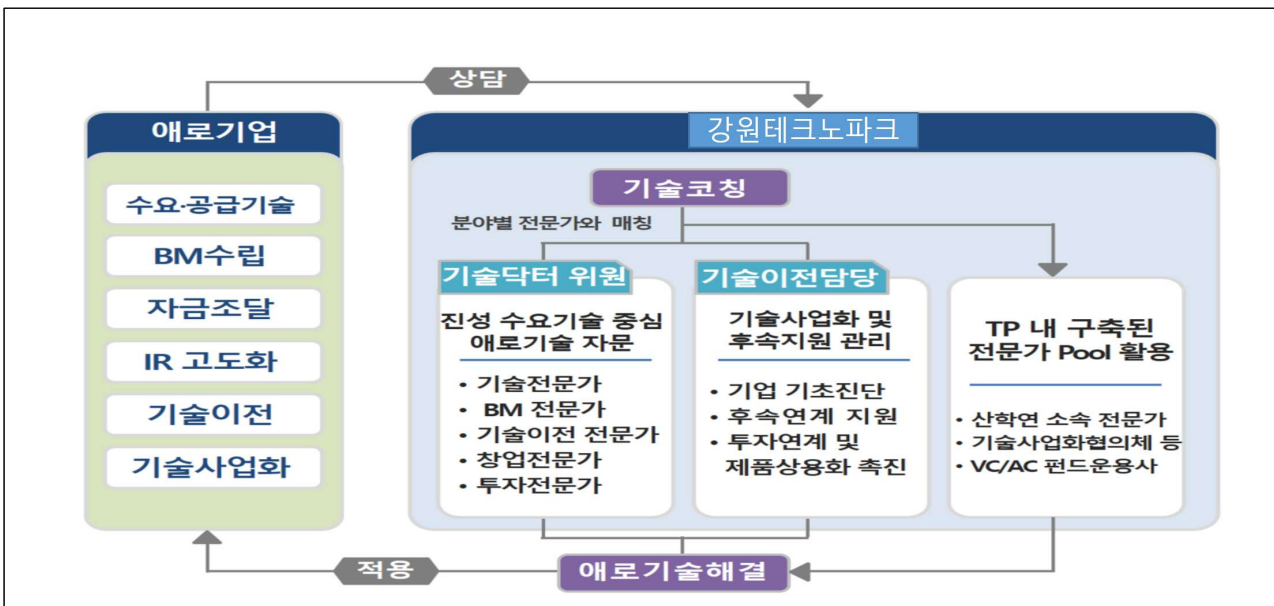 상담
애로기업
수요·공급기술
BM수립
자금조달
IR 고도화
기술이전
기술사업화
강원테크노파크
기술코칭
분야별 전문가와 매칭
기술닥터 위원
진성 수요기술 중심
애로기술 자문
• 기술전문가
• BM 전문가
• 기술이전 전문가
• 창업전문가
• 투자전문가
기술이전담당
기술사업화 및
후속지원 관리
• 기업 기초진단
• 후속연계 지원
• 투자연계 및
제품상용화 촉진
TP 내 구축된
전문가 Pool 활용
• 산학연 소속 전문가
• 기술사업화협의체 등
• VC/AC 펀드운용사
적용
애로기술해결